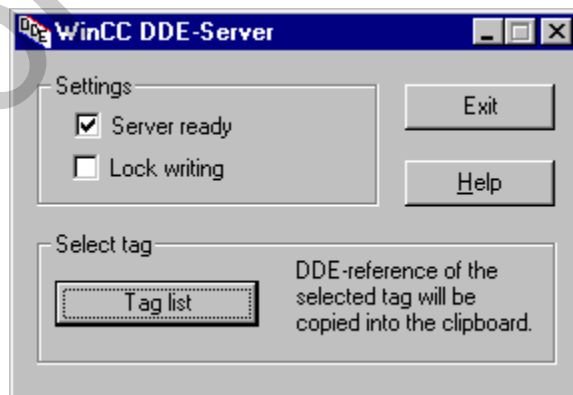 DDE WinCC DDE-Server
Settings
Server ready
Lock writing
Exit
Help
Select tag
Tag list
DDE-reference of the
selected tag will be
copied into the clipboard.